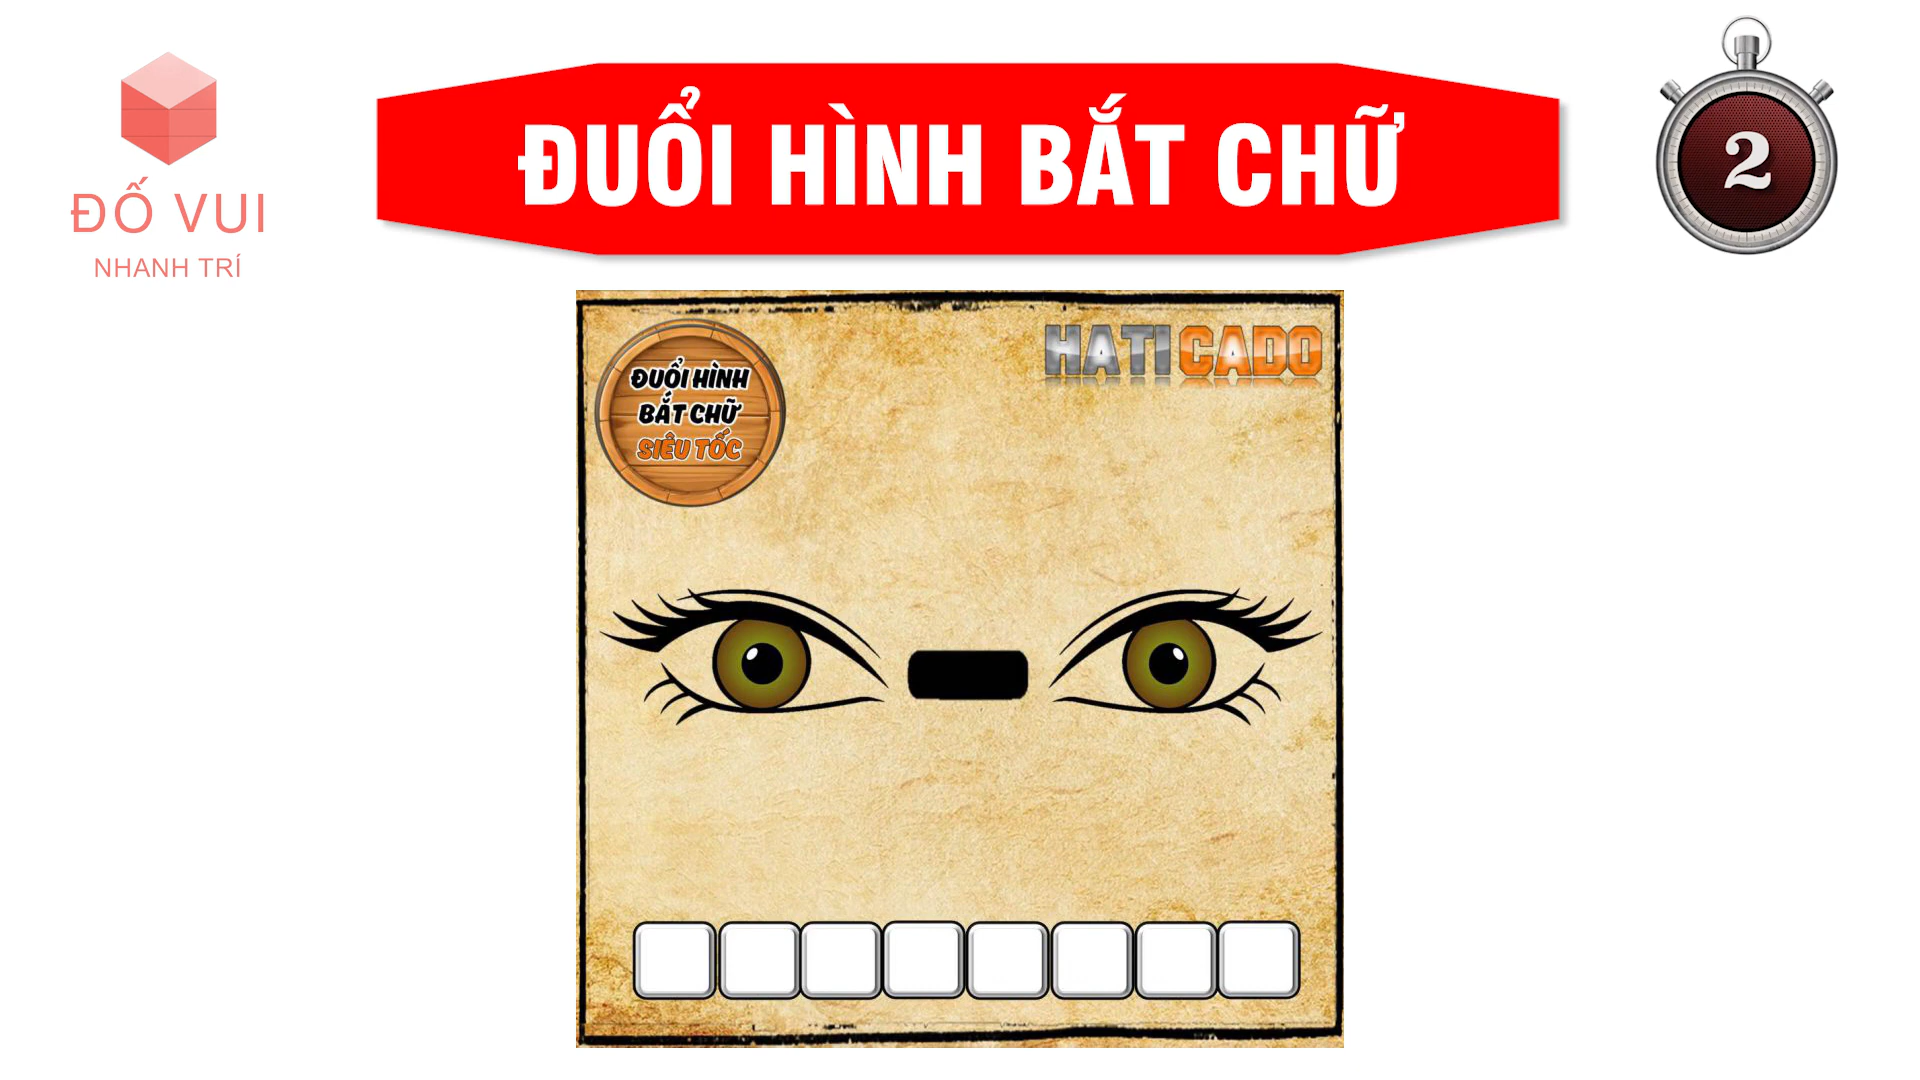 ĐUỔI HÌNH BẮT CHỮ
2
ĐỐ VUI
NHANH TRÍ
HATICADO
ĐUỔI HÌNH
BẮT CHỮ
SIÊU TỐC